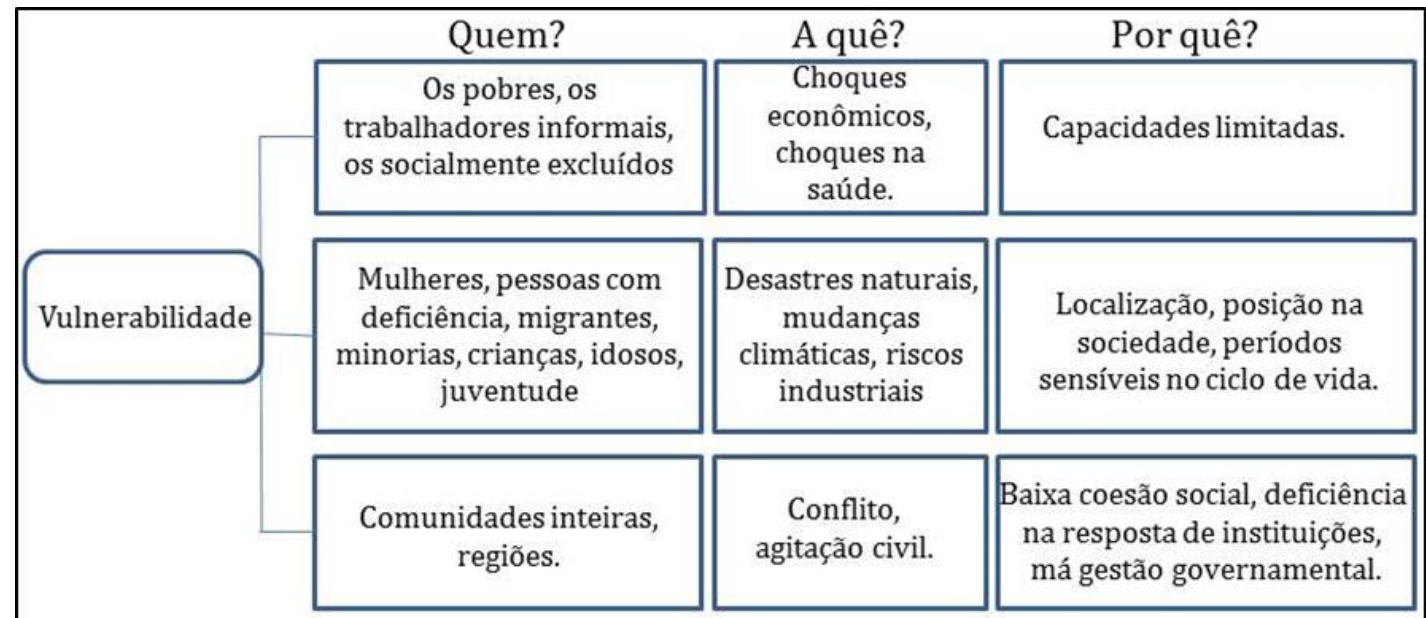 Quem?
A quê?
Por quê?
Os pobres, os
trabalhadores informais,
os socialmente excluídos
Choques
econômicos,
choques na
saúde.
Capacidades limitadas.
Vulnerabilidade
Mulheres, pessoas com
deficiência, migrantes,
minorias, crianças, idosos,
juventude
Desastres naturais,
mudanças
climáticas, riscos
industriais
Localização, posição na
sociedade, períodos
sensíveis no ciclo de vida.
Comunidades inteiras,
regiões.
Conflito,
agitação civil.
Baixa coesão social, deficiência
na resposta de instituições,
má gestão governamental.